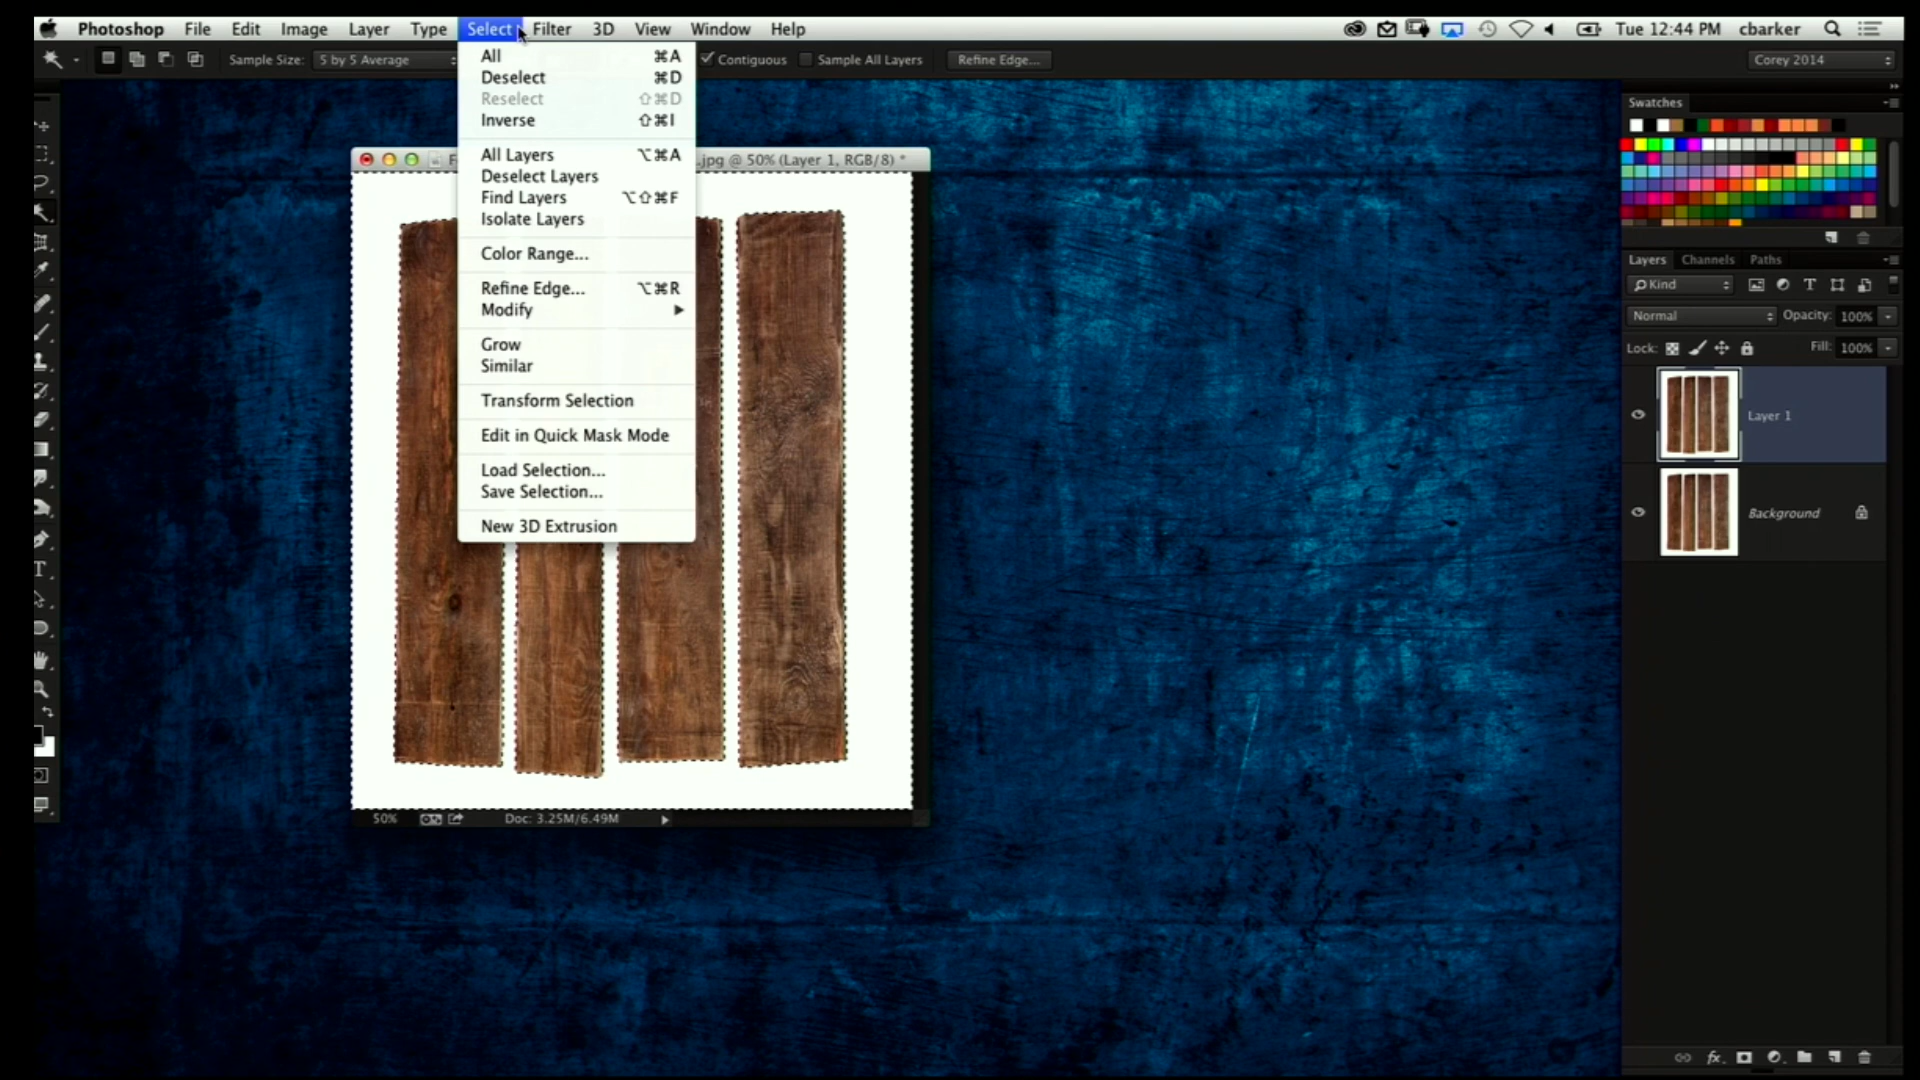 Photoshop File Edit Image Layer Type Select Filter 3D View Window Help Tue 12:44 PM cbarker
Sample Size: 5 by 5 Average Contiguous Sample All Layers Refine Edge... Corey 2014
All ⌘A
Deselect ⌘D
Reselect ⇧⌘D
Inverse ⇧⌘I
All Layers ⌥⌘A
Deselect Layers
Find Layers ⌥⇧⌘F
Isolate Layers
Color Range...
Refine Edge... ⌥⌘R
Modify
Grow
Similar
Transform Selection
Edit in Quick Mask Mode
Load Selection...
Save Selection...
New 3D Extrusion
.jpg @ 50% (Layer 1, RGB/8) *
50% Doc: 3.25M/6.49M
Swatches
Layers Channels Paths
Kind
Normal Opacity: 100%
Lock: Fill: 100%
Layer 1
Background